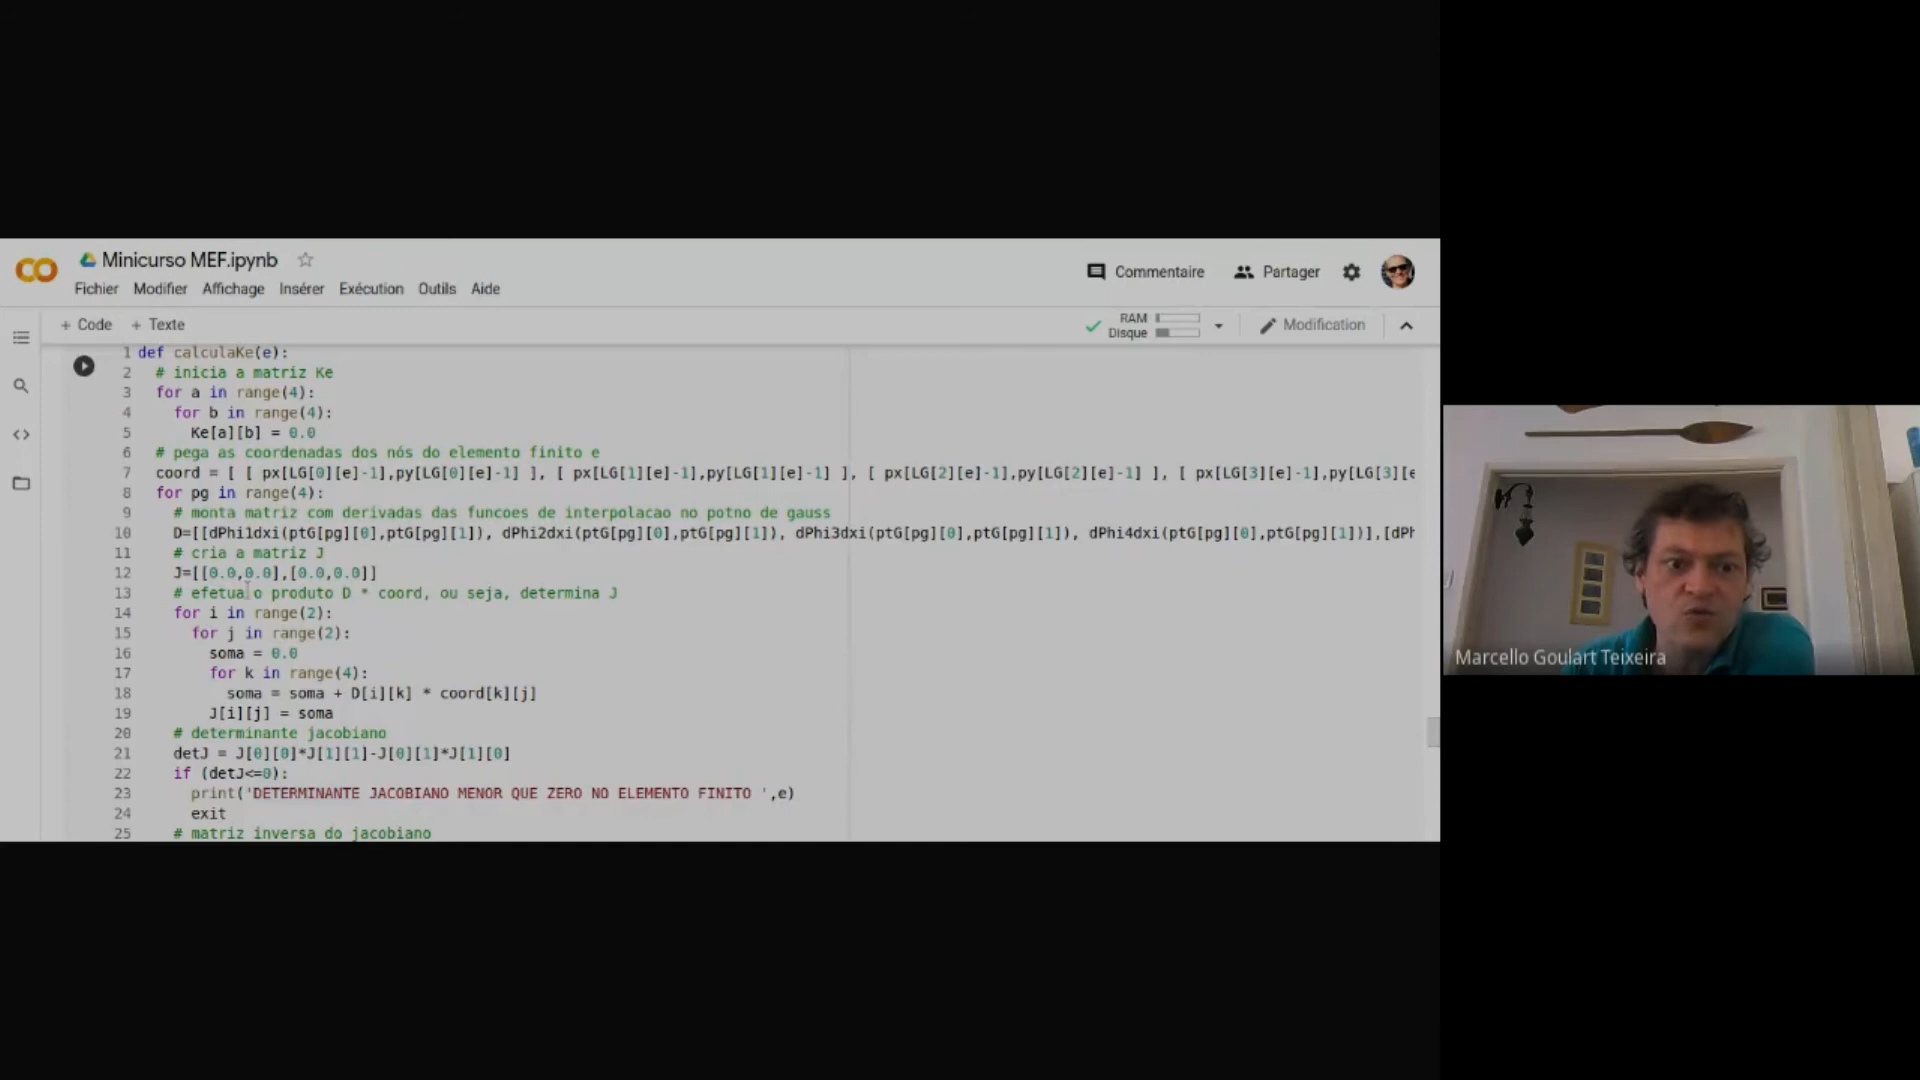 Minicurso MEF.ipynb
Fichier Modifier Affichage Insérer Exécution Outils Aide
Commentaire Partager
+ Code + Texte
RAM
Disque
Modification
1 def calculaKe(e):
2 # inicia a matriz Ke
3 for a in range(4):
4 for b in range(4):
5 Ke[a][b] = 0.0
6 # pega as coordenadas dos nós do elemento finito e
7 coord = [ [ px[LG[0][e]-1],py[LG[0][e]-1] ], [ px[LG[1][e]-1],py[LG[1][e]-1] ], [ px[LG[2][e]-1],py[LG[2][e]-1] ], [ px[LG[3][e]-1],py[LG[3][e
8 for pg in range(4):
9 # monta matriz com derivadas das funcoes de interpolacao no potno de gauss
10 D=[[dPhi1dxi(ptG[pg][0],ptG[pg][1]), dPhi2dxi(ptG[pg][0],ptG[pg][1]), dPhi3dxi(ptG[pg][0],ptG[pg][1]), dPhi4dxi(ptG[pg][0],ptG[pg][1])],[dPh
11 # cria a matriz J
12 J=[[0.0,0.0],[0.0,0.0]]
13 # efetua o produto D * coord, ou seja, determina J
14 for i in range(2):
15 for j in range(2):
16 soma = 0.0
17 for k in range(4):
18 soma = soma + D[i][k] * coord[k][j]
19 J[i][j] = soma
20 # determinante jacobiano
21 detJ = J[0][0]*J[1][1]-J[0][1]*J[1][0]
22 if (detJ<=0):
23 print('DETERMINANTE JACOBIANO MENOR QUE ZERO NO ELEMENTO FINITO ',e)
24 exit
25 # matriz inversa do jacobiano
Marcello Goulart Teixeira